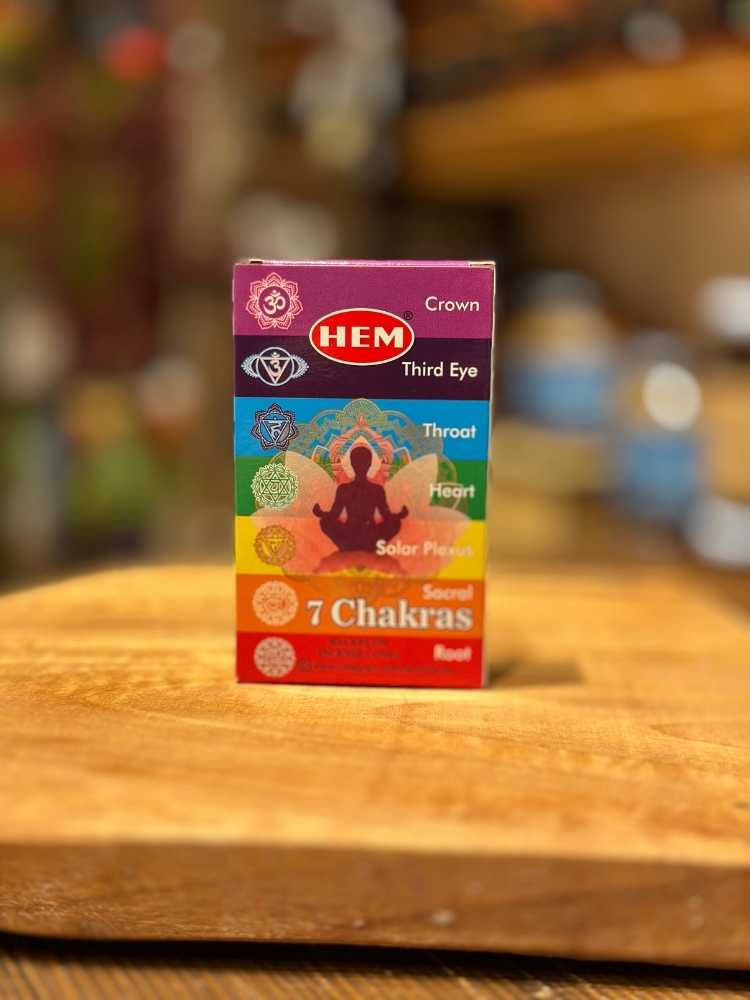 Crown
HEM®
Third Eye
Throat
Heart
Solar Plexus
Sacral
7 Chakras
Root